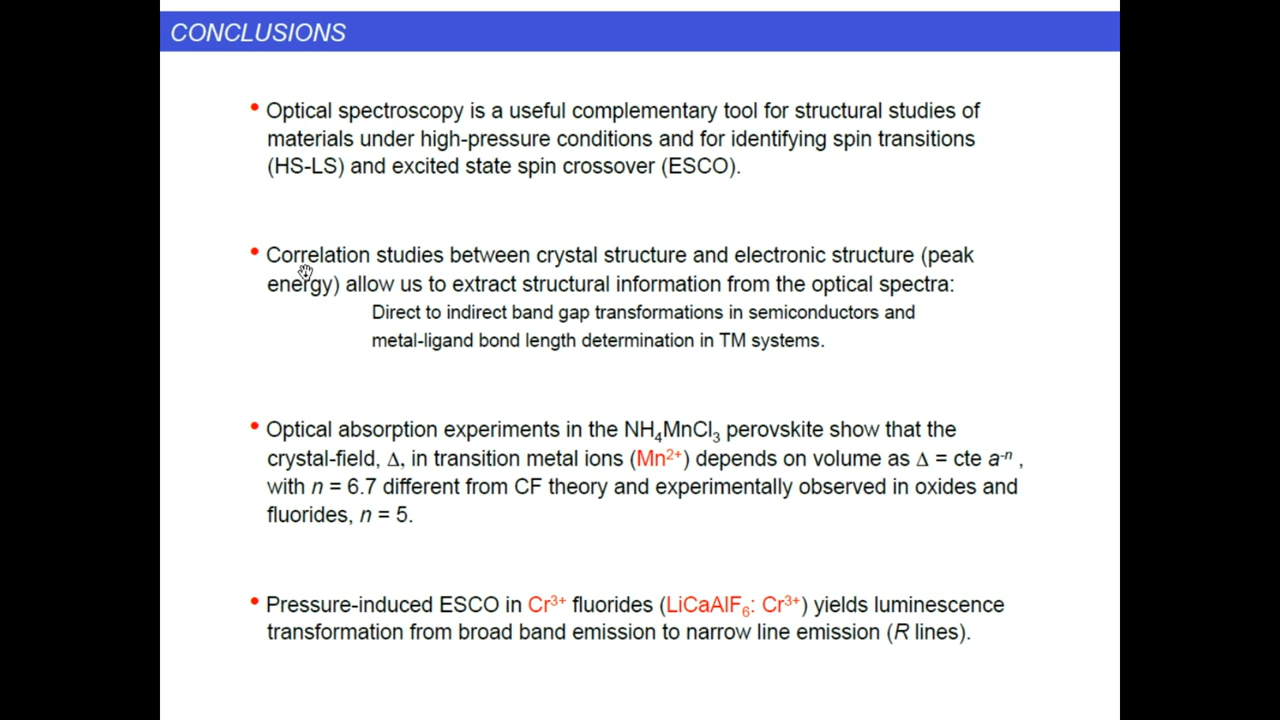 CONCLUSIONS
• Optical spectroscopy is a useful complementary tool for structural studies of
materials under high-pressure conditions and for identifying spin transitions
(HS-LS) and excited state spin crossover (ESCO).
• Correlation studies between crystal structure and electronic structure (peak
energy) allow us to extract structural information from the optical spectra:
Direct to indirect band gap transformations in semiconductors and
metal-ligand bond length determination in TM systems.
• Optical absorption experiments in the NH₄MnCl₃ perovskite show that the
crystal-field, Δ, in transition metal ions (Mn²⁺) depends on volume as Δ = cte a⁻ⁿ ,
with n = 6.7 different from CF theory and experimentally observed in oxides and
fluorides, n = 5.
• Pressure-induced ESCO in Cr³⁺ fluorides (LiCaAlF₆: Cr³⁺) yields luminescence
transformation from broad band emission to narrow line emission (R lines).